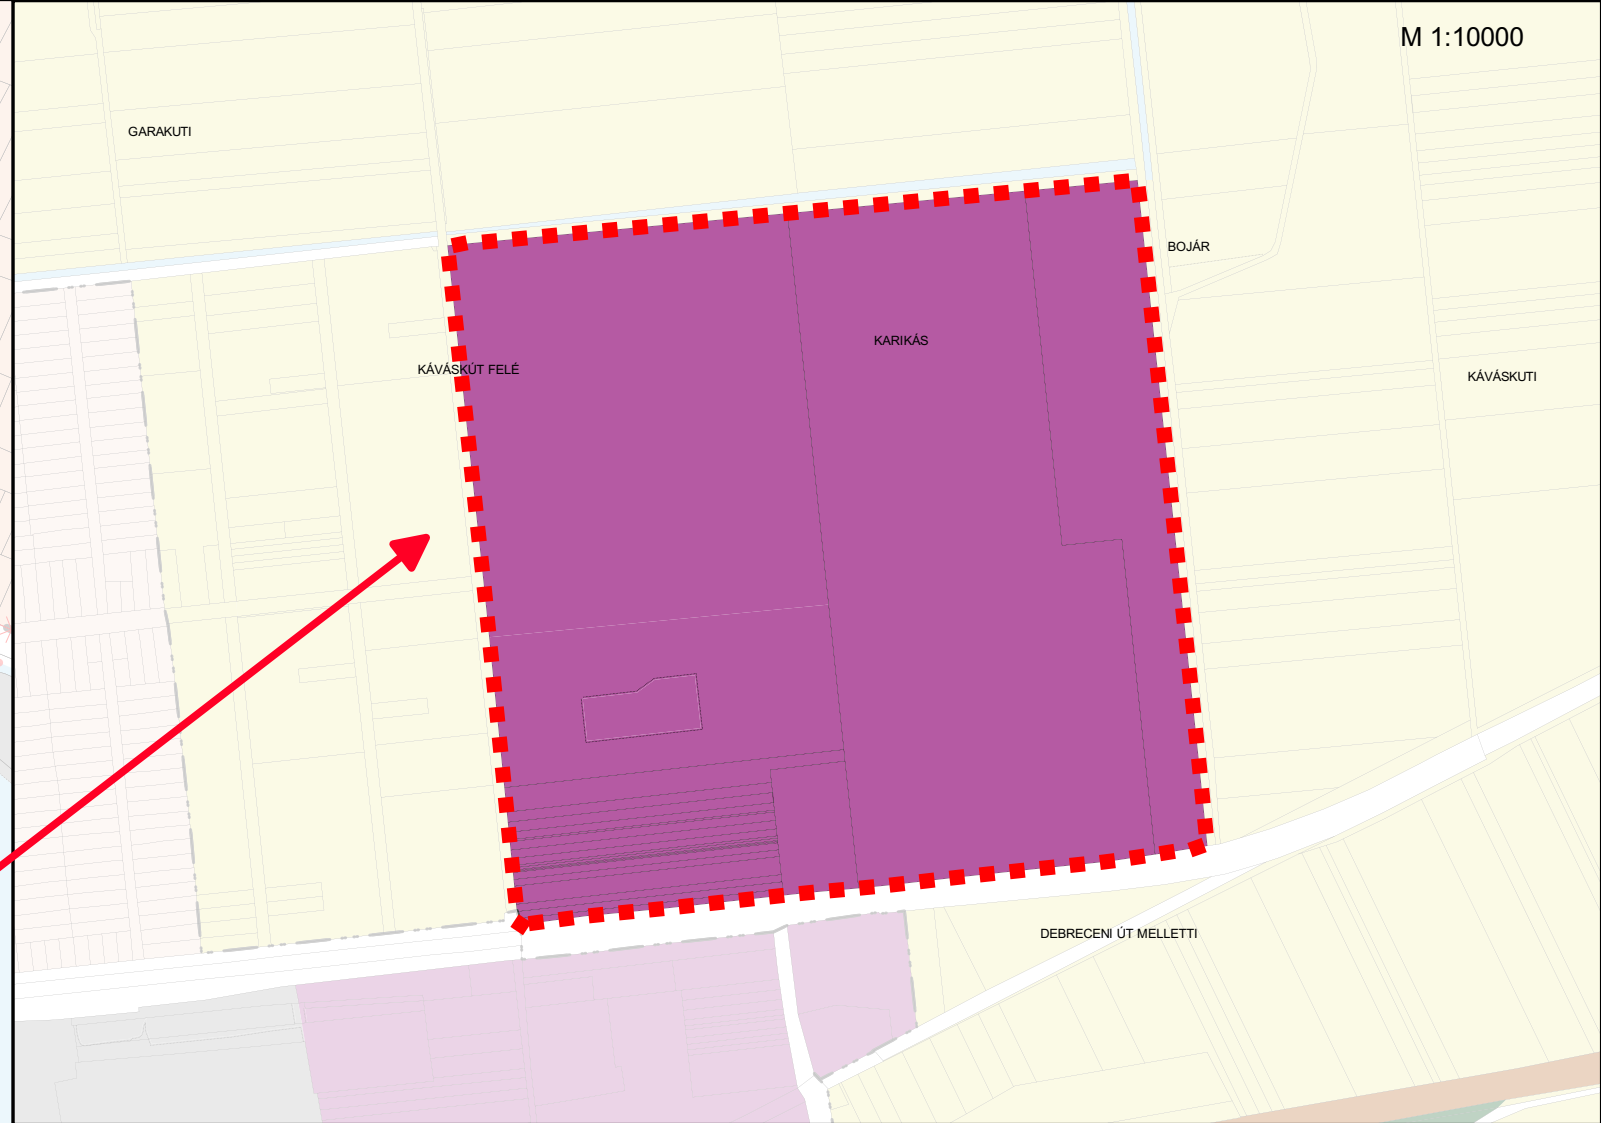 M 1:10000
GARAKUTI
BOJÁR
KARIKÁS
KÁVÁSKÚT FELÉ
KÁVÁSKUTI
DEBRECENI ÚT MELLETTI